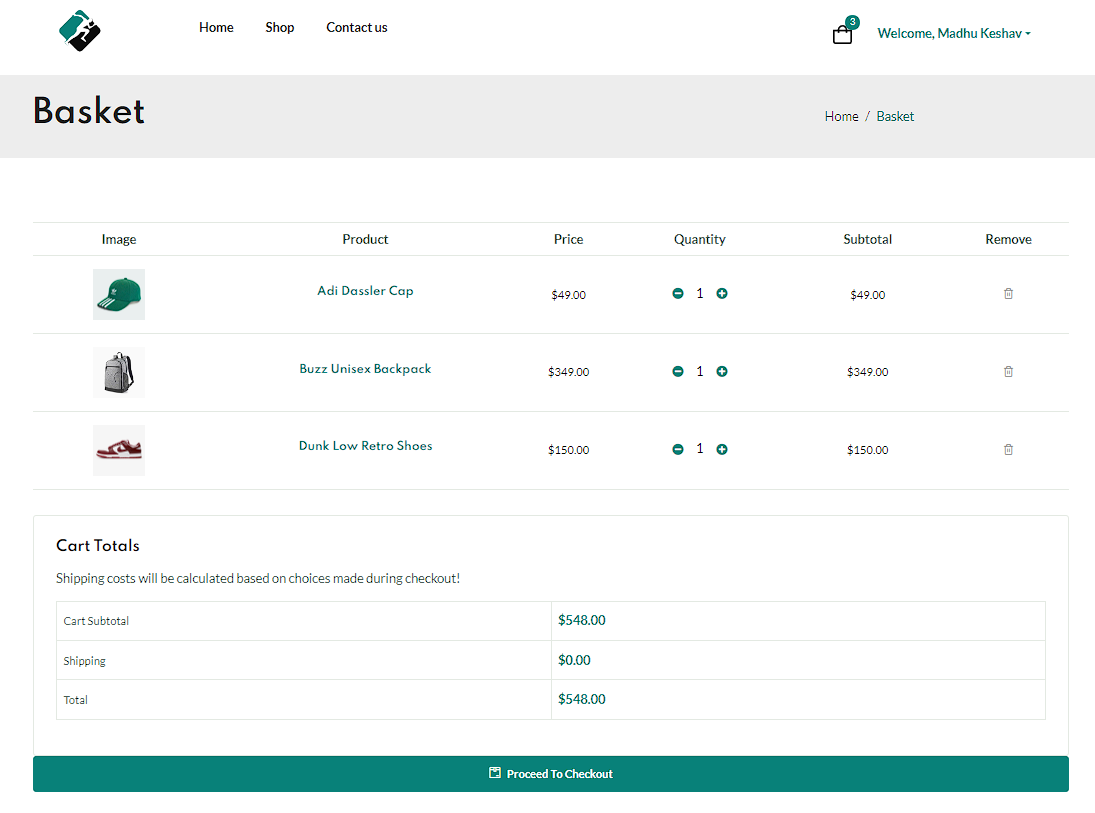 Home Shop Contact us 3 Welcome, Madhu Keshav
Basket Home / Basket
Image Product Price Quantity Subtotal Remove
Adi Dassler Cap $49.00 1 $49.00
Buzz Unisex Backpack $349.00 1 $349.00
Dunk Low Retro Shoes $150.00 1 $150.00
Cart Totals
Shipping costs will be calculated based on choices made during checkout!
Cart Subtotal $548.00
Shipping $0.00
Total $548.00
Proceed To Checkout